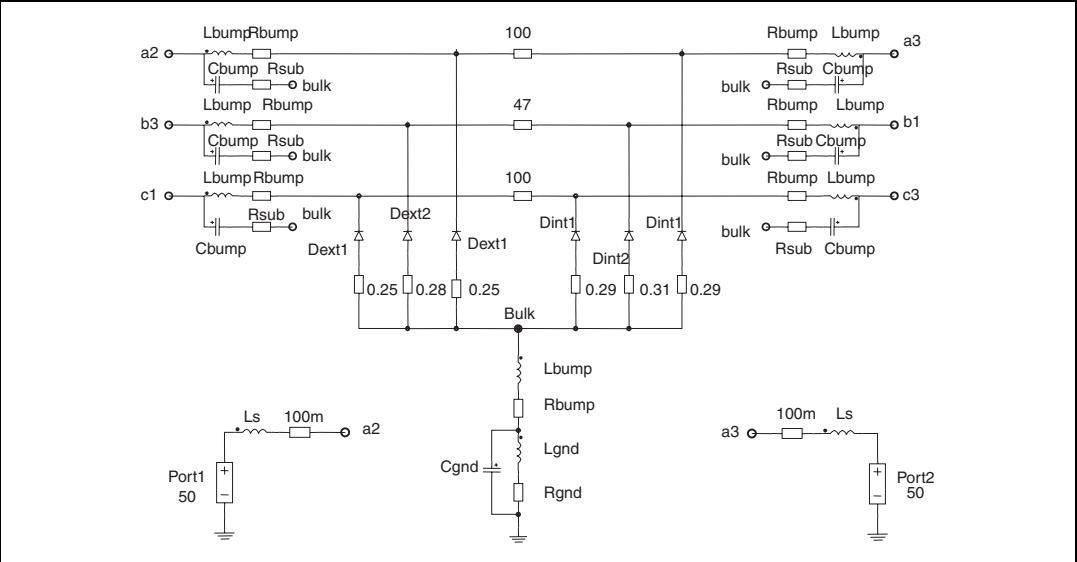 Lbump Rbump 100 Rbump Lbump
a2 a3
Cbump Rsub bulk bulk Rsub Cbump
Lbump Rbump 47 Rbump Lbump
b3 b1
Cbump Rsub bulk bulk Rsub Cbump
Lbump Rbump 100 Rbump Lbump
c1 c3
Rsub bulk bulk
Cbump Rsub Cbump
Dext2 Dint1 Dint1
Dext1 Dext1 Dint2
0.25 0.28 0.25 0.29 0.31 0.29
Bulk
Lbump
Rbump
Ls 100m a2
a3 100m Ls
Cgnd Lgnd
Rgnd
Port1
50
Port2
50
+
–
+
–